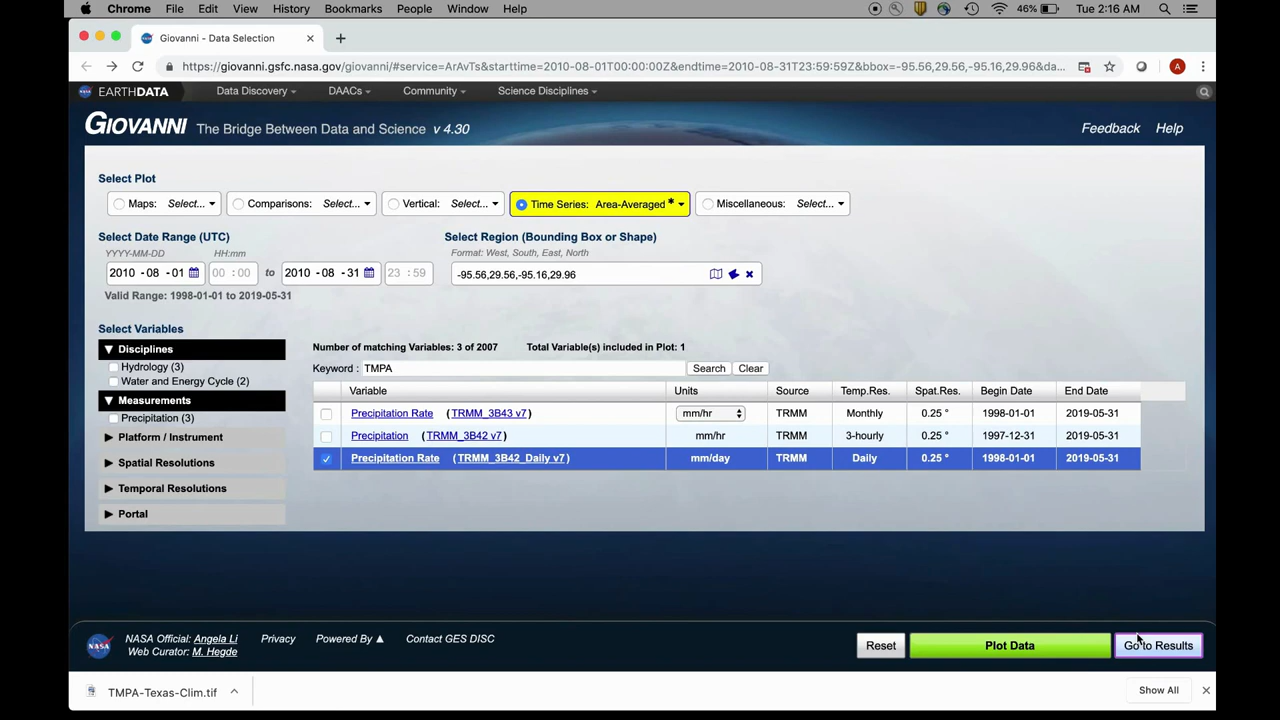 Chrome File Edit View History Bookmarks People Window Help 46% Tue 2:16 AM
Giovanni - Data Selection
https://giovanni.gsfc.nasa.gov/giovanni/#service=ArAvTs&starttime=2010-08-01T00:00:00Z&endtime=2010-08-31T23:59:59Z&bbox=-95.56,29.56,-95.16,29.96&da... A
EARTHDATA Data Discovery DAACs Community Science Disciplines
GIOVANNI The Bridge Between Data and Science v 4.30 Feedback Help
Select Plot
Maps: Select... Comparisons: Select... Vertical: Select... Time Series: Area-Averaged * Miscellaneous: Select...
Select Date Range (UTC) Select Region (Bounding Box or Shape)
YYYY-MM-DD HH:mm Format: West, South, East, North
2010 - 08 - 01 00 : 00 to 2010 - 08 - 31 23 : 59 -95.56,29.56,-95.16,29.96
Valid Range: 1998-01-01 to 2019-05-31
Select Variables
Disciplines Number of matching Variables: 3 of 2007 Total Variable(s) included in Plot: 1
Hydrology (3) Keyword : TMPA Search Clear
Water and Energy Cycle (2)
Variable Units Source Temp.Res. Spat.Res. Begin Date End Date
Measurements
Precipitation (3) Precipitation Rate (TRMM_3B43 v7) mm/hr TRMM Monthly 0.25 ° 1998-01-01 2019-05-31
Platform / Instrument Precipitation (TRMM_3B42 v7) mm/hr TRMM 3-hourly 0.25 ° 1997-12-31 2019-05-31
Spatial Resolutions Precipitation Rate (TRMM_3B42_Daily v7) mm/day TRMM Daily 0.25 ° 1998-01-01 2019-05-31
Temporal Resolutions
Portal
NASA Official: Angela Li Privacy Powered By Contact GES DISC Reset Plot Data Go to Results
Web Curator: M. Hegde
TMPA-Texas-Clim.tif Show All